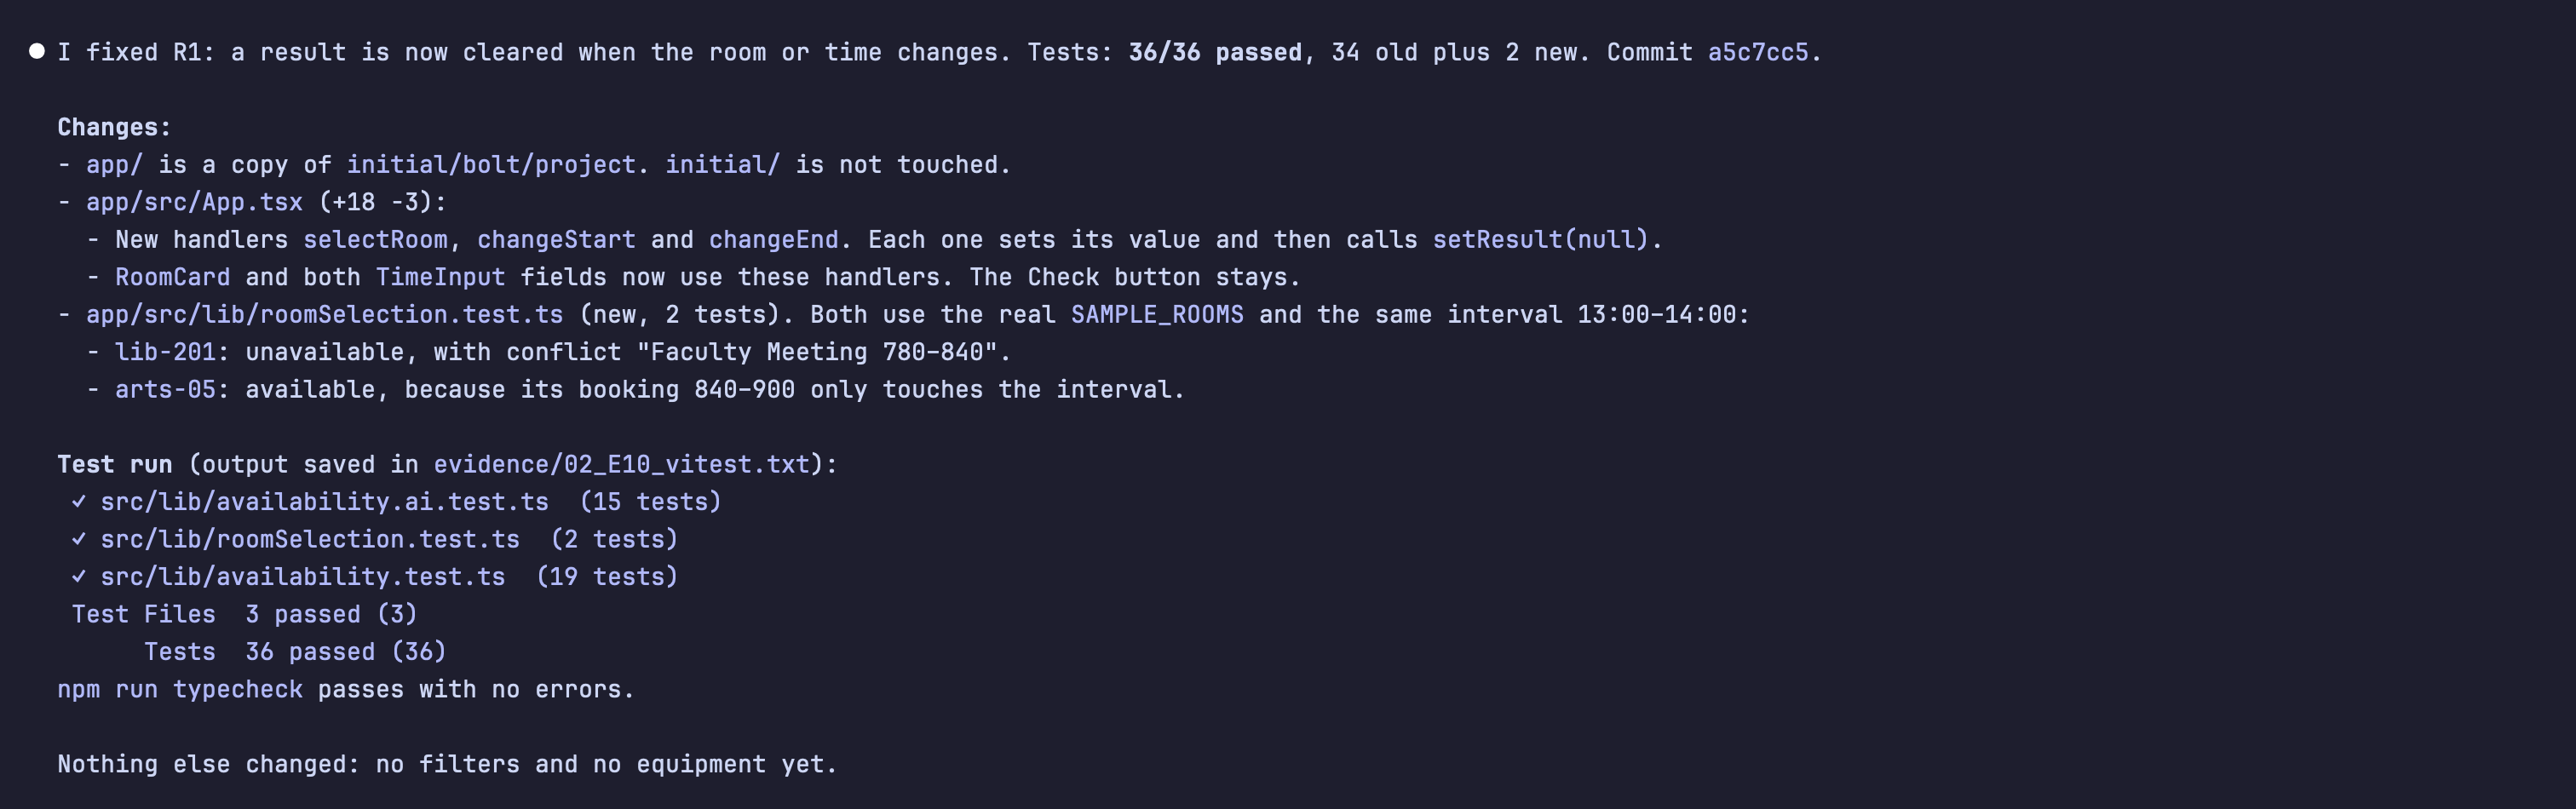 ● I fixed R1: a result is now cleared when the room or time changes. Tests: 36/36 passed, 34 old plus 2 new. Commit a5c7cc5.
Changes:
- app/ is a copy of initial/bolt/project. initial/ is not touched.
- app/src/App.tsx (+18 -3):
- New handlers selectRoom, changeStart and changeEnd. Each one sets its value and then calls setResult(null).
- RoomCard and both TimeInput fields now use these handlers. The Check button stays.
- app/src/lib/roomSelection.test.ts (new, 2 tests). Both use the real SAMPLE_ROOMS and the same interval 13:00–14:00:
- lib-201: unavailable, with conflict "Faculty Meeting 780–840".
- arts-05: available, because its booking 840–900 only touches the interval.
Test run (output saved in evidence/02_E10_vitest.txt):
✓ src/lib/availability.ai.test.ts (15 tests)
✓ src/lib/roomSelection.test.ts (2 tests)
✓ src/lib/availability.test.ts (19 tests)
Test Files 3 passed (3)
Tests 36 passed (36)
npm run typecheck passes with no errors.
Nothing else changed: no filters and no equipment yet.